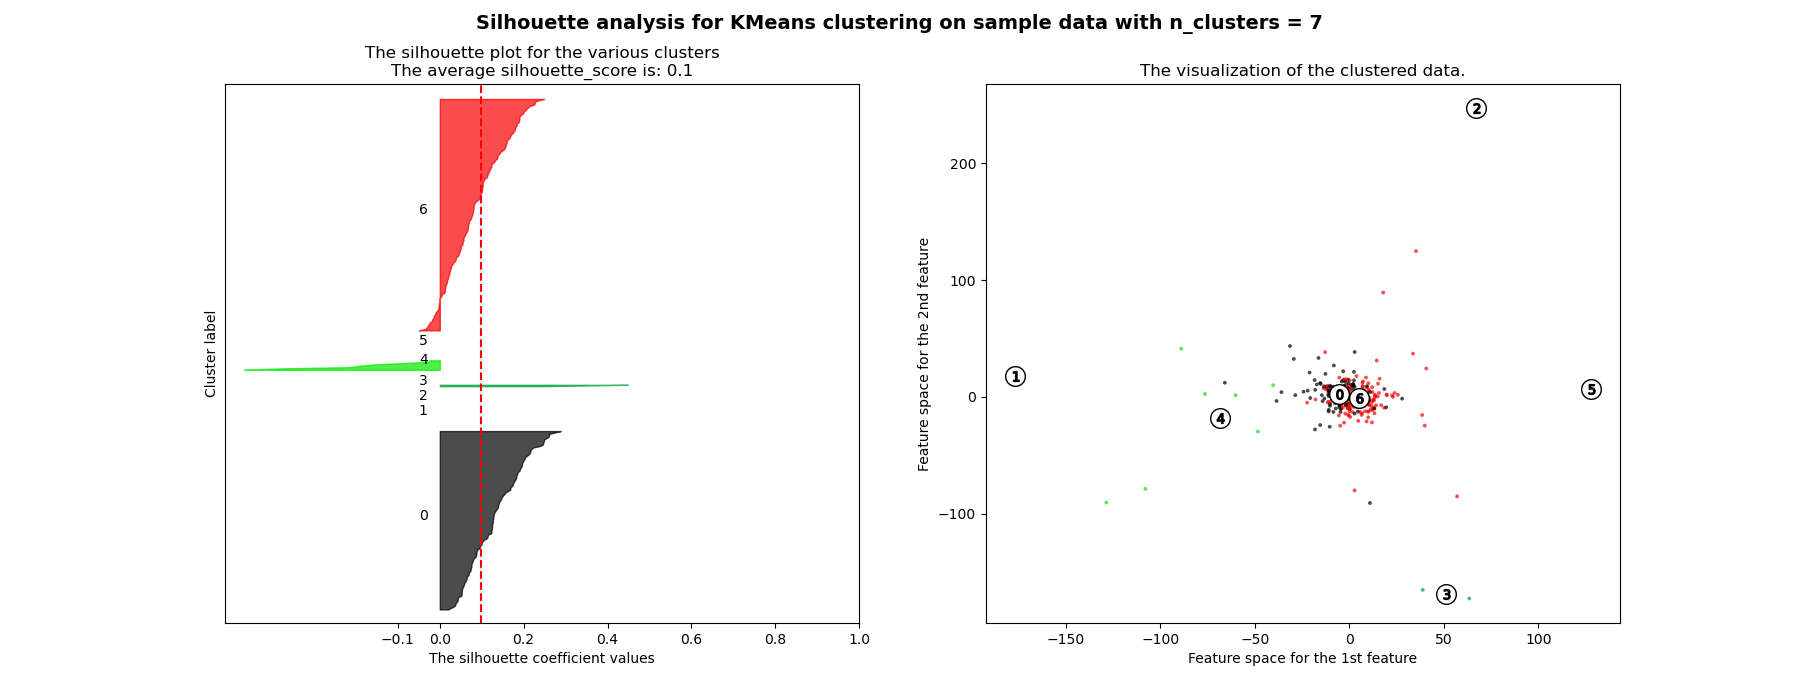 Silhouette analysis for KMeans clustering on sample data with n_clusters = 7
The silhouette plot for the various clusters
The average silhouette_score is: 0.1
Cluster label
6
5
4
3
2
1
0
−0.1 0.0 0.2 0.4 0.6 0.8 1.0
The silhouette coefficient values
The visualization of the clustered data.
Feature space for the 2nd feature
200
100
0
−100
2
1
5
0
6
4
3
−150 −100 −50 0 50 100
Feature space for the 1st feature